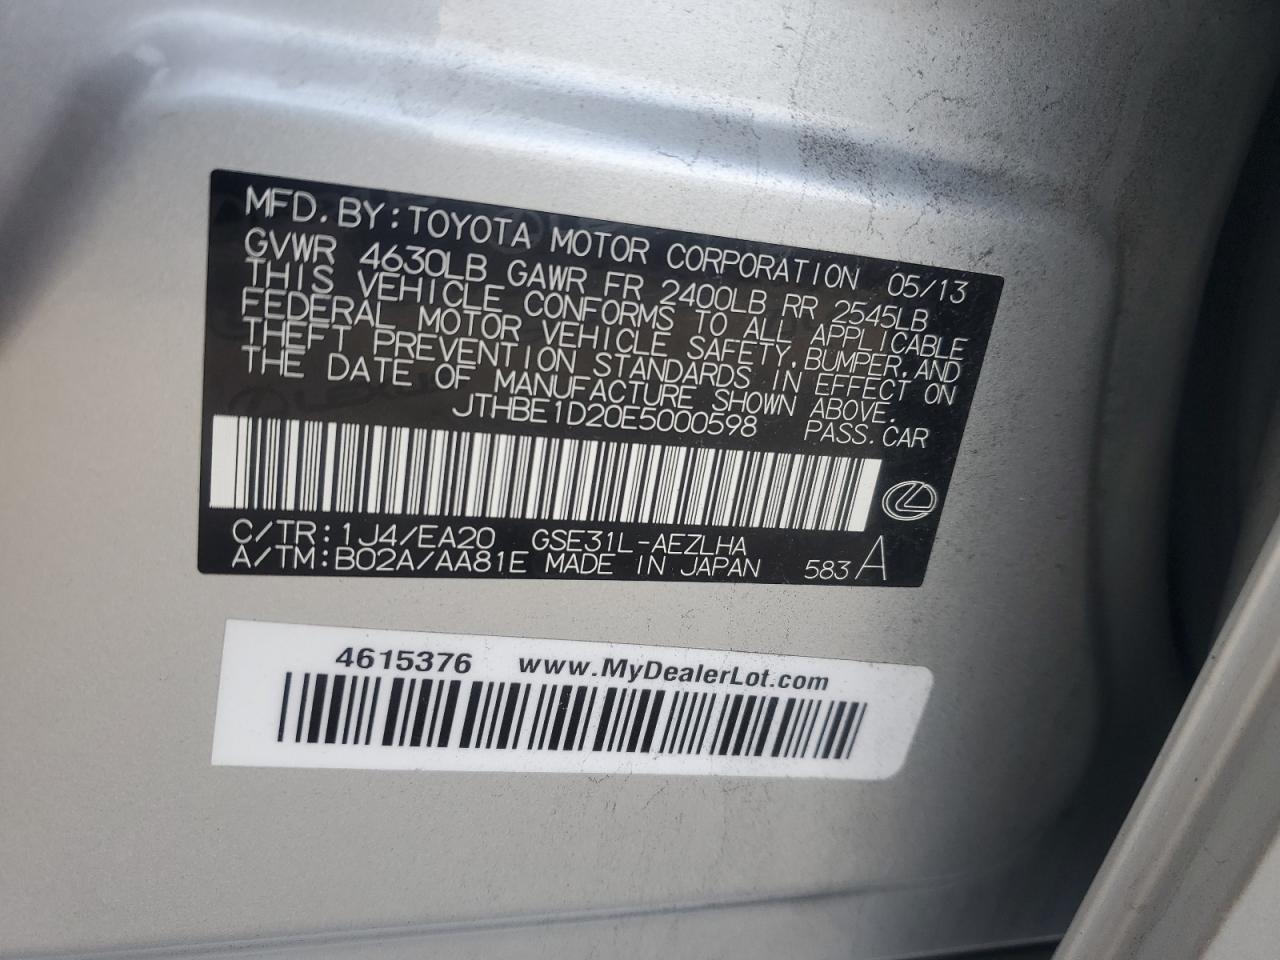 MFD. BY: TOYOTA MOTOR CORPORATION 05/13
GVWR 4630LB GAWR FR 2400LB RR 2545LB
THIS VEHICLE CONFORMS TO ALL APPLICABLE
FEDERAL MOTOR VEHICLE SAFETY, BUMPER, AND
THEFT PREVENTION STANDARDS IN EFFECT ON
THE DATE OF MANUFACTURE SHOWN ABOVE.
JTHBE1D20E5000598 PASS. CAR
C/TR: 1J4/EA20 GSE31L-AEZLHA
A/TM: B02A/AA81E MADE IN JAPAN 583 A
4615376 www.MyDealerLot.com